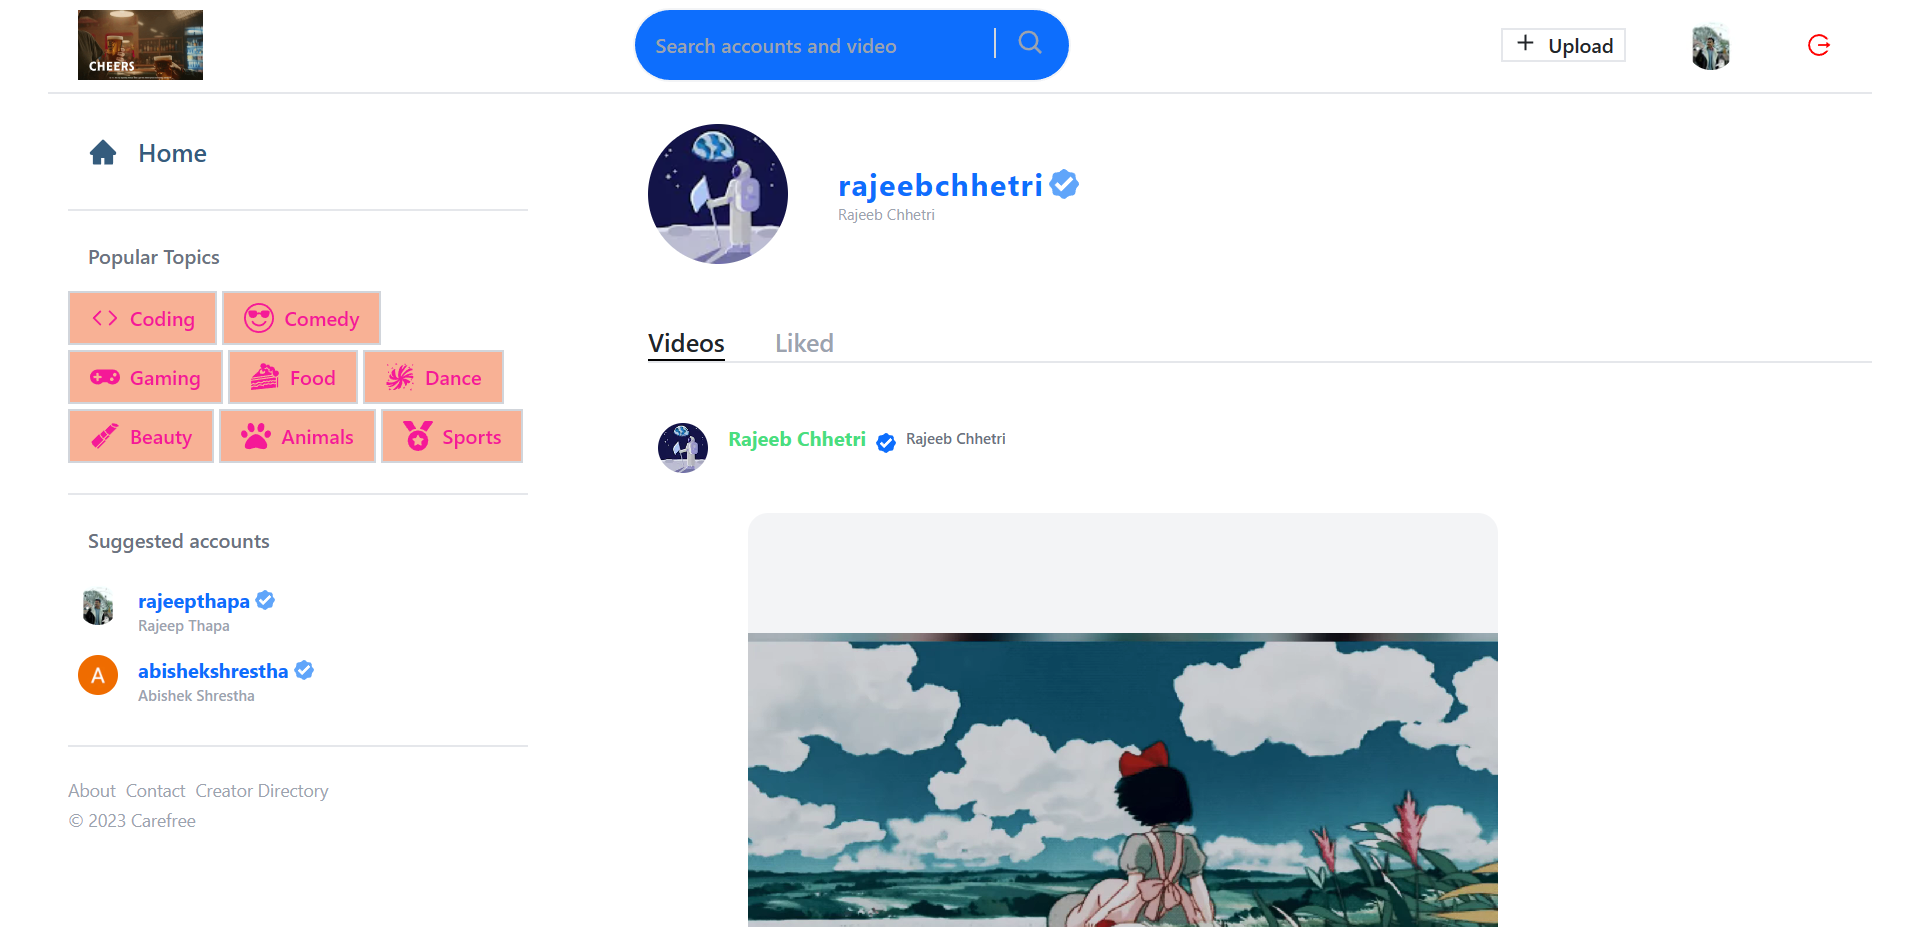 CHEERS
Search accounts and video
Upload
Home
Popular Topics
Coding
Comedy
Gaming
Food
Dance
Beauty
Animals
Sports
Suggested accounts
rajeepthapa
Rajeep Thapa
A
abishekshrestha
Abishek Shrestha
About Contact Creator Directory
© 2023 Carefree
rajeebchhetri
Rajeeb Chhetri
Videos Liked
Rajeeb Chhetri Rajeeb Chhetri